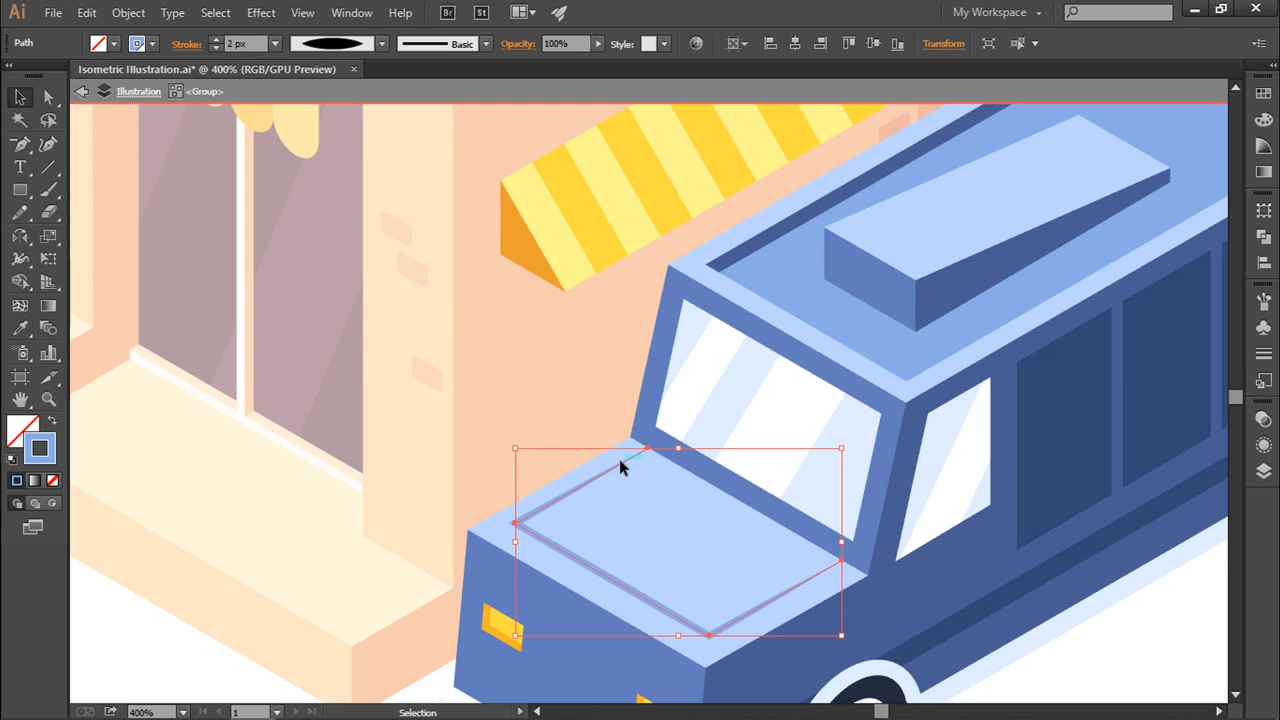 Ai File Edit Object Type Select Effect View Window Help Br St My Workspace
Path Stroke: 2 px Basic Opacity: 100% Style: Transform
Isometric Illustration.ai* @ 400% (RGB/GPU Preview) ×
Illustration <Group>
400% 1 Selection